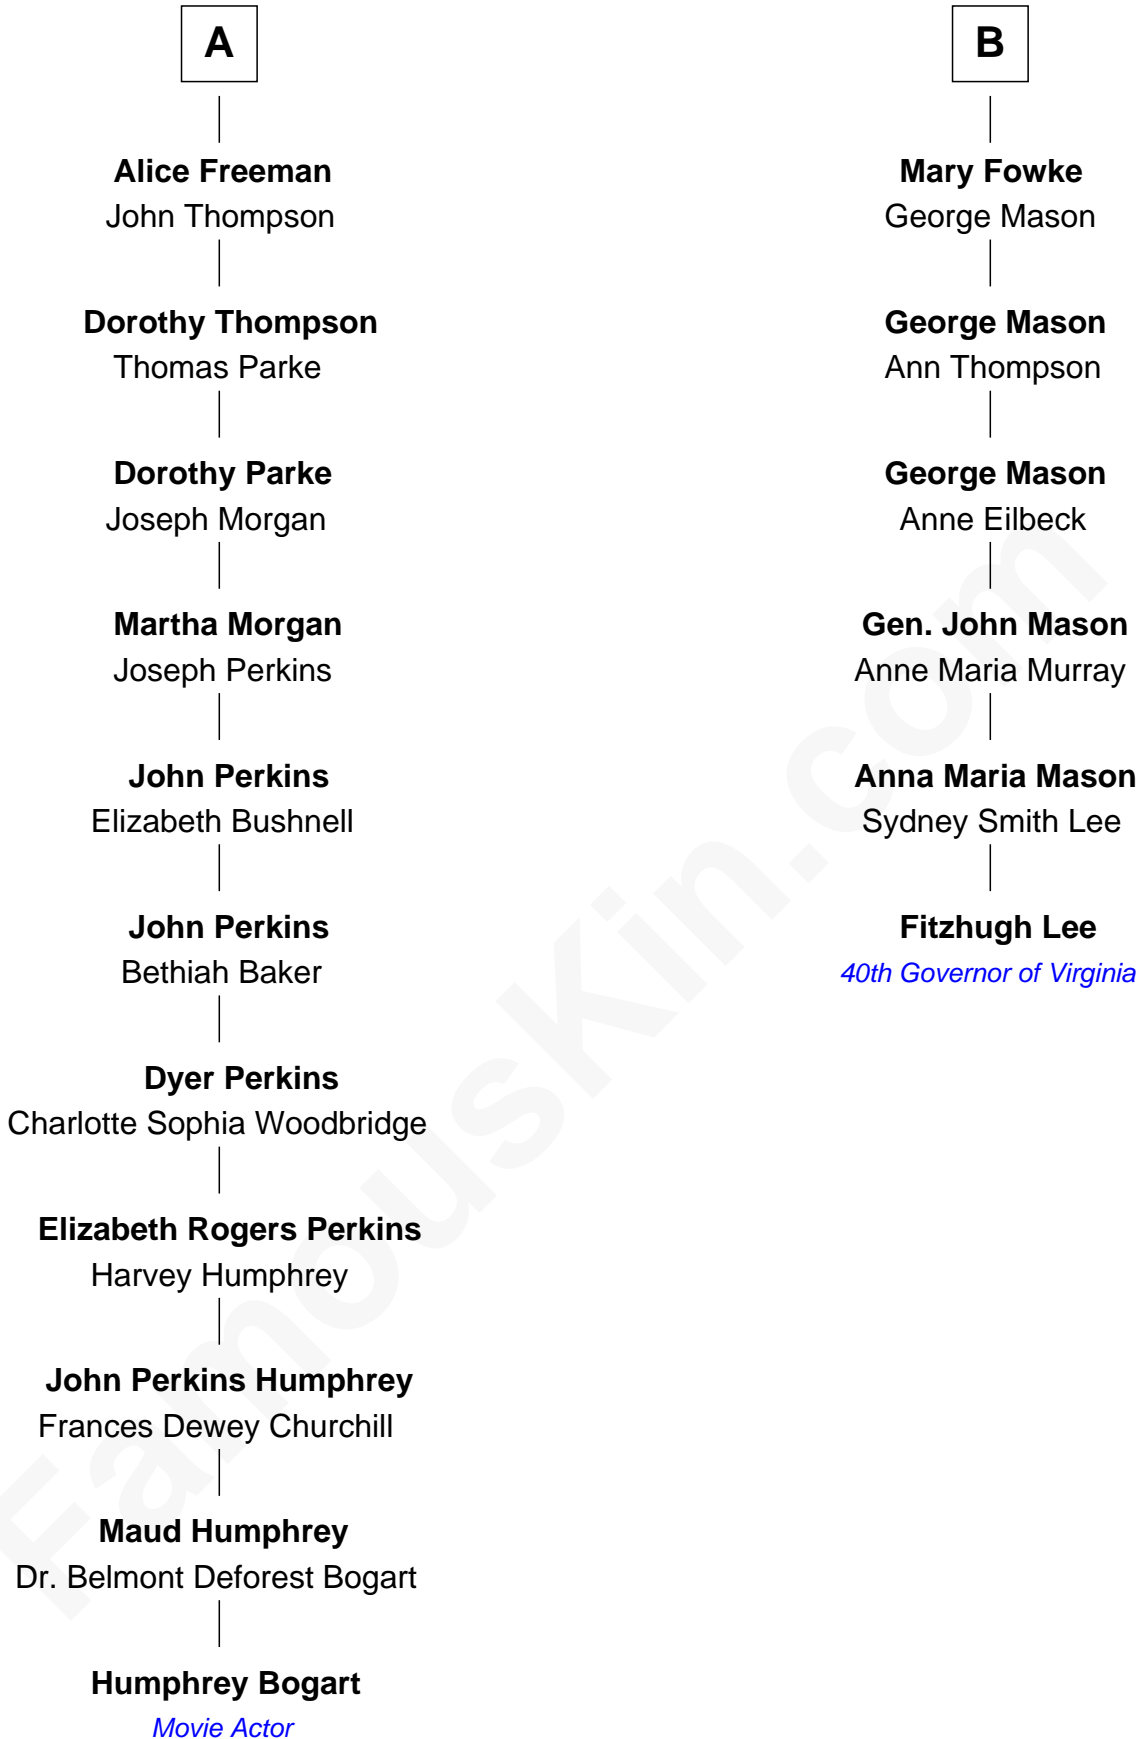 A
Alice Freeman
John Thompson
Dorothy Thompson
Thomas Parke
Dorothy Parke
Joseph Morgan
Martha Morgan
Joseph Perkins
John Perkins
Elizabeth Bushnell
John Perkins
Bethiah Baker
Dyer Perkins
Charlotte Sophia Woodbridge
Elizabeth Rogers Perkins
Harvey Humphrey
John Perkins Humphrey
Frances Dewey Churchill
Maud Humphrey
Dr. Belmont Deforest Bogart
Humphrey Bogart
Movie Actor
B
Mary Fowke
George Mason
George Mason
Ann Thompson
George Mason
Anne Eilbeck
Gen. John Mason
Anne Maria Murray
Anna Maria Mason
Sydney Smith Lee
Fitzhugh Lee
40th Governor of Virginia
FamousKin.com